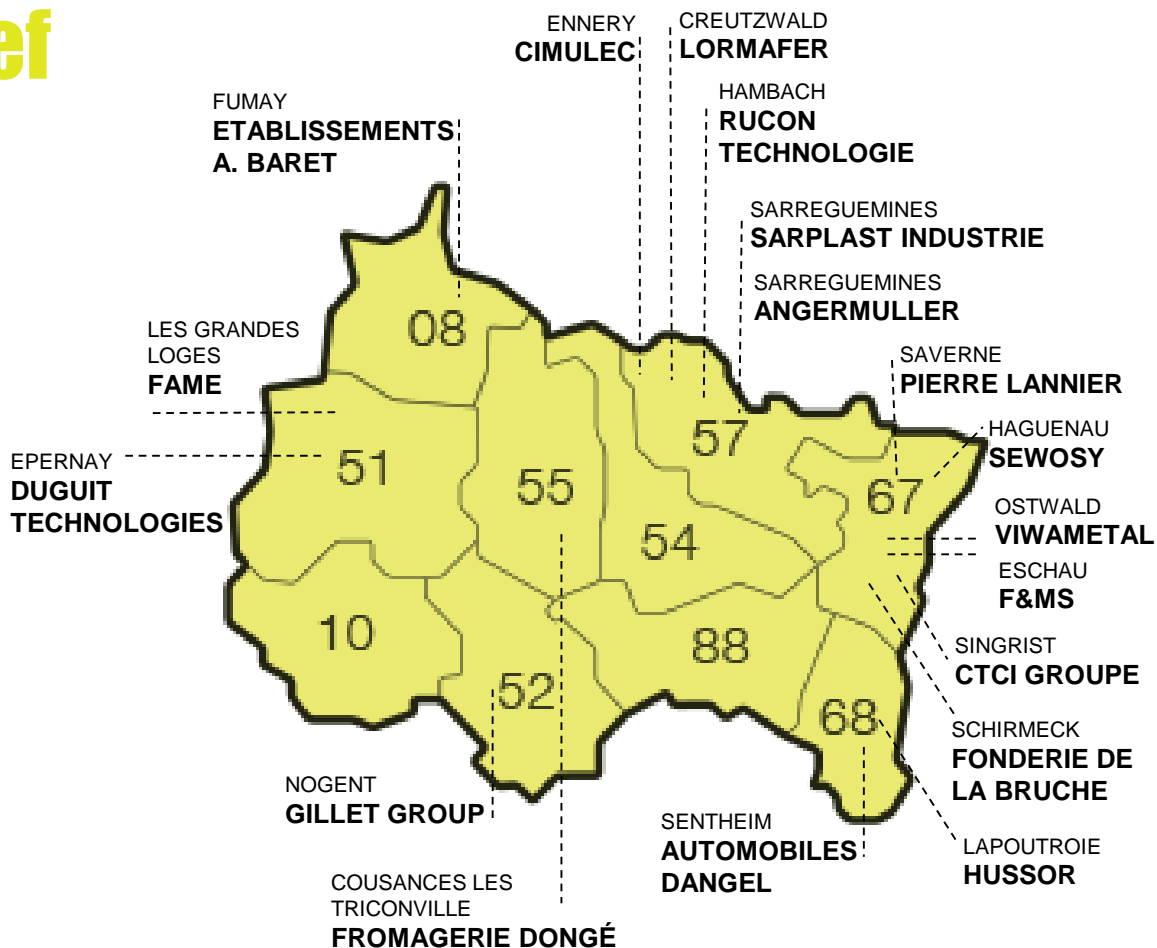 ef
ENNERY
CIMULEC
CREUTZWALD
LORMAFER
FUMAY
ETABLISSEMENTS
A. BARET
HAMBACH
RUCON
TECHNOLOGIE
SARREGUEMINES
SARPLAST INDUSTRIE
SARREGUEMINES
ANGERMULLER
LES GRANDES
LOGES
FAME
SAVERNE
PIERRE LANNIER
EPERNAY
DUGUIT
TECHNOLOGIES
HAGUENAU
SEWOSY
OSTWALD
VIWAMETAL
ESCHAU
F&MS
SINGRIST
CTCI GROUPE
SCHIRMECK
FONDERIE DE
LA BRUCHE
NOGENT
GILLET GROUP
SENTHEIM
AUTOMOBILES
DANGEL
LAPOUTROIE
HUSSOR
COUSANCES LES
TRICONVILLE
FROMAGERIE DONGÉ
08
51
55
57
67
54
10
52
88
68